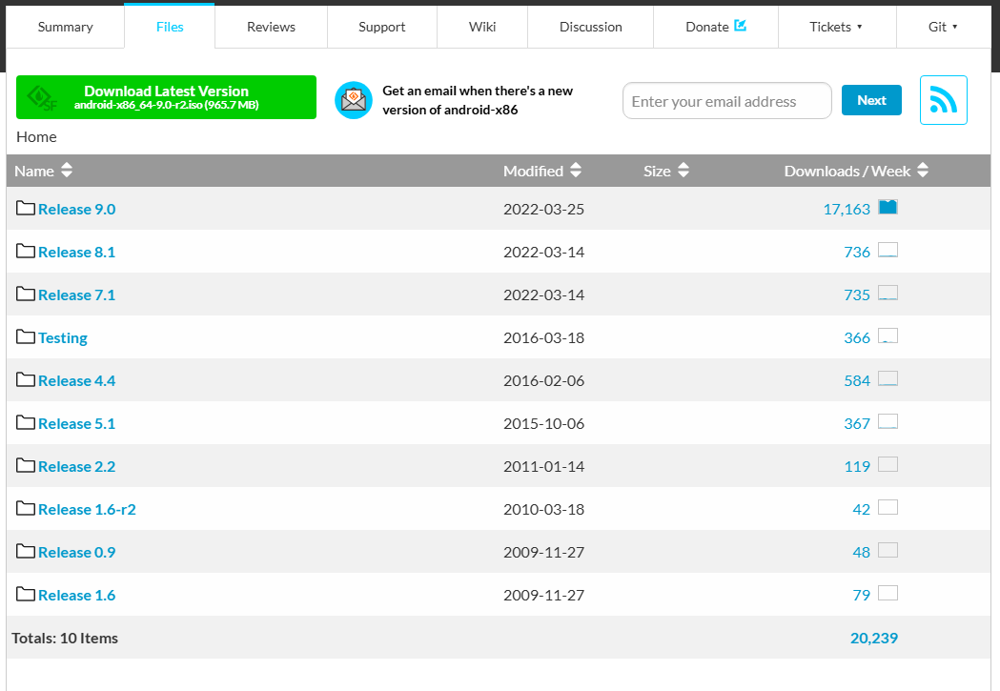 Summary Files Reviews Support Wiki Discussion Donate Tickets Git
Download Latest Version
android-x86_64-9.0-r2.iso (965.7 MB)
Get an email when there's a new
version of android-x86
Enter your email address
Next
Home
Name Modified Size Downloads / Week
Release 9.0 2022-03-25 17,163
Release 8.1 2022-03-14 736
Release 7.1 2022-03-14 735
Testing 2016-03-18 366
Release 4.4 2016-02-06 584
Release 5.1 2015-10-06 367
Release 2.2 2011-01-14 119
Release 1.6-r2 2010-03-18 42
Release 0.9 2009-11-27 48
Release 1.6 2009-11-27 79
Totals: 10 Items 20,239